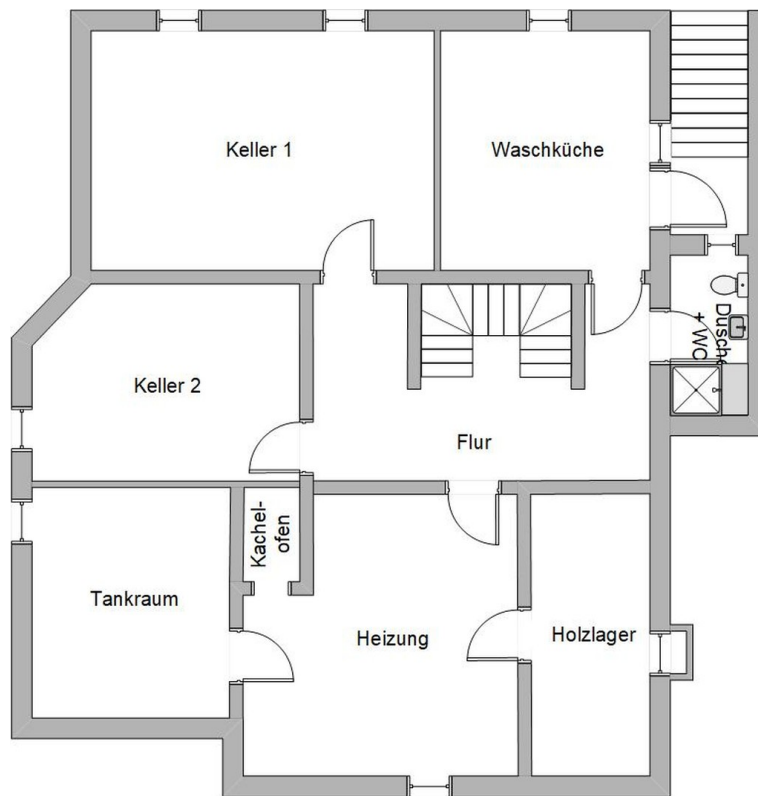 Keller 1
Waschküche
Dusche
+ WC
Keller 2
Flur
Kachel-
ofen
Tankraum
Heizung
Holzlager